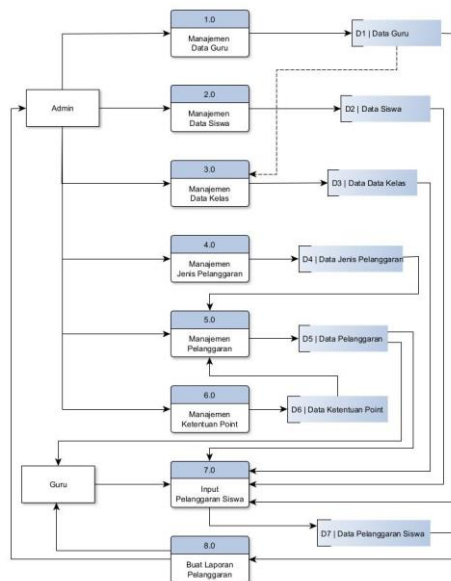 1.0
Manajemen
Data Guru
D1 | Data Guru
Admin
2.0
Manajemen
Data Siswa
D2 | Data Siswa
3.0
Manajemen
Data Kelas
D3 | Data Data Kelas
4.0
Manajemen
Jenis Pelanggaran
D4 | Data Jenis Pelanggaran
5.0
Manajemen
Pelanggaran
D5 | Data Pelanggaran
6.0
Manajemen
Ketentuan Point
D6 | Data Ketentuan Point
Guru
7.0
Input
Pelanggaran Siswa
D7 | Data Pelanggaran Siswa
8.0
Buat Laporan
Pelanggaran